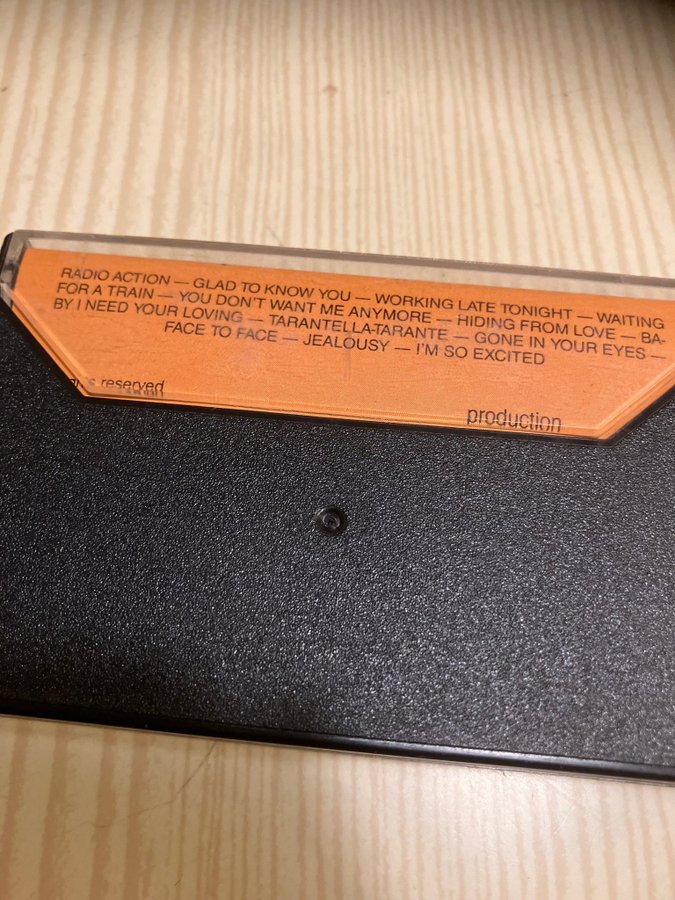 RADIO ACTION — GLAD TO KNOW YOU — WORKING LATE TONIGHT — WAITING
FOR A TRAIN — YOU DON'T WANT ME ANYMORE — HIDING FROM LOVE — BA-
BY I NEED YOUR LOVING — TARANTELLA-TARANTE — GONE IN YOUR EYES —
FACE TO FACE — JEALOUSY — I'M SO EXCITED
reserved
production